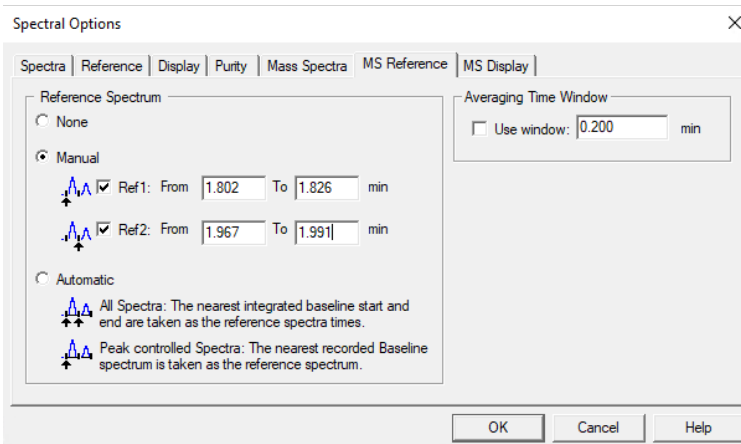 Spectral Options
Spectra Reference Display Purity Mass Spectra MS Reference MS Display
Reference Spectrum
None
Manual
Ref1: From 1.802 To 1.826 min
Ref2: From 1.967 To 1.991 min
Automatic
All Spectra: The nearest integrated baseline start and
end are taken as the reference spectra times.
Peak controlled Spectra: The nearest recorded Baseline
spectrum is taken as the reference spectrum.
Averaging Time Window
Use window: 0.200 min
OK Cancel Help